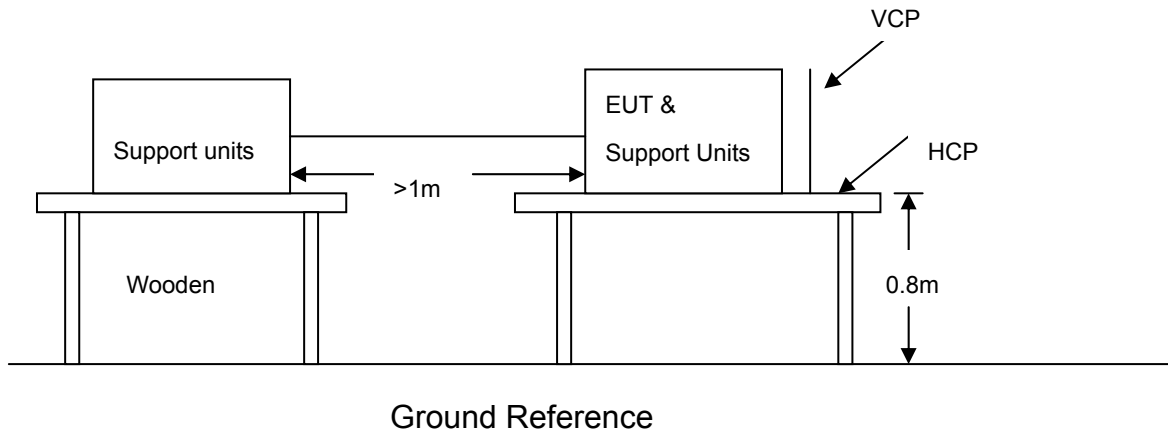 VCP
EUT &
Support units
Support Units
HCP
>1m
Wooden
0.8m
Ground Reference